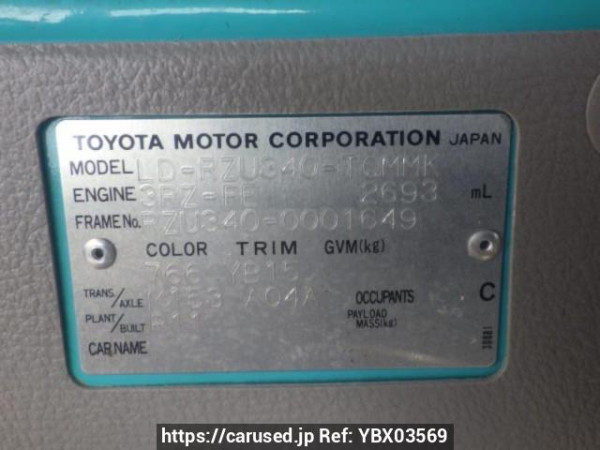 TOYOTA MOTOR CORPORATION JAPAN
MODEL LD-RZU340-TQMMK
ENGINE 3RZ-FE 2693 mL
FRAME No. RZU340-0001649
COLOR TRIM GVM(kg)
766 YB15
TRANS/AXLE A04A OCCUPANTS C
PLANT/BUILT PAYLOAD MASS(kg)
CAR NAME
https://carused.jp Ref: YBX03569